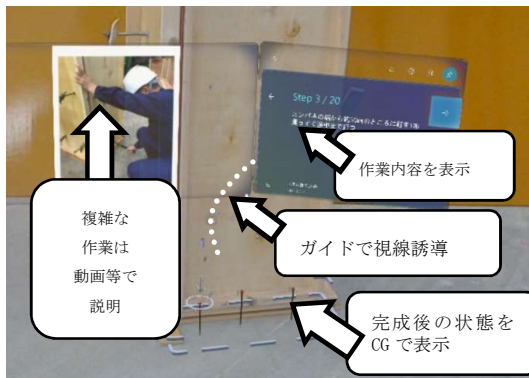 Step 3 / 20
作業内容を表示
複雑な
作業は
動画等で
説明
ガイドで視線誘導
完成後の状態を
CGで表示